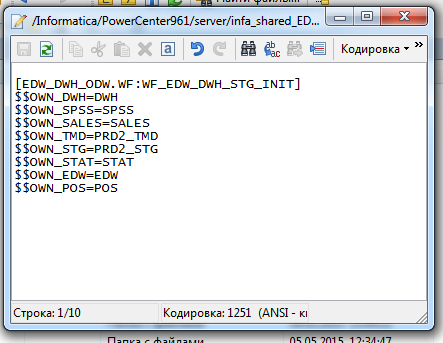 /Informatica/PowerCenter961/server/infa_shared_ED...
Кодировка
[EDW_DWH_ODW.WF:WF_EDW_DWH_STG_INIT]
$$OWN_DWH=DWH
$$OWN_SPSS=SPSS
$$OWN_SALES=SALES
$$OWN_TMD=PRD2_TMD
$$OWN_STG=PRD2_STG
$$OWN_STAT=STAT
$$OWN_EDW=EDW
$$OWN_POS=POS
Строка: 1/10 Кодировка: 1251 (ANSI - ки
Папка с файлами 05.05.2015 12:34:47